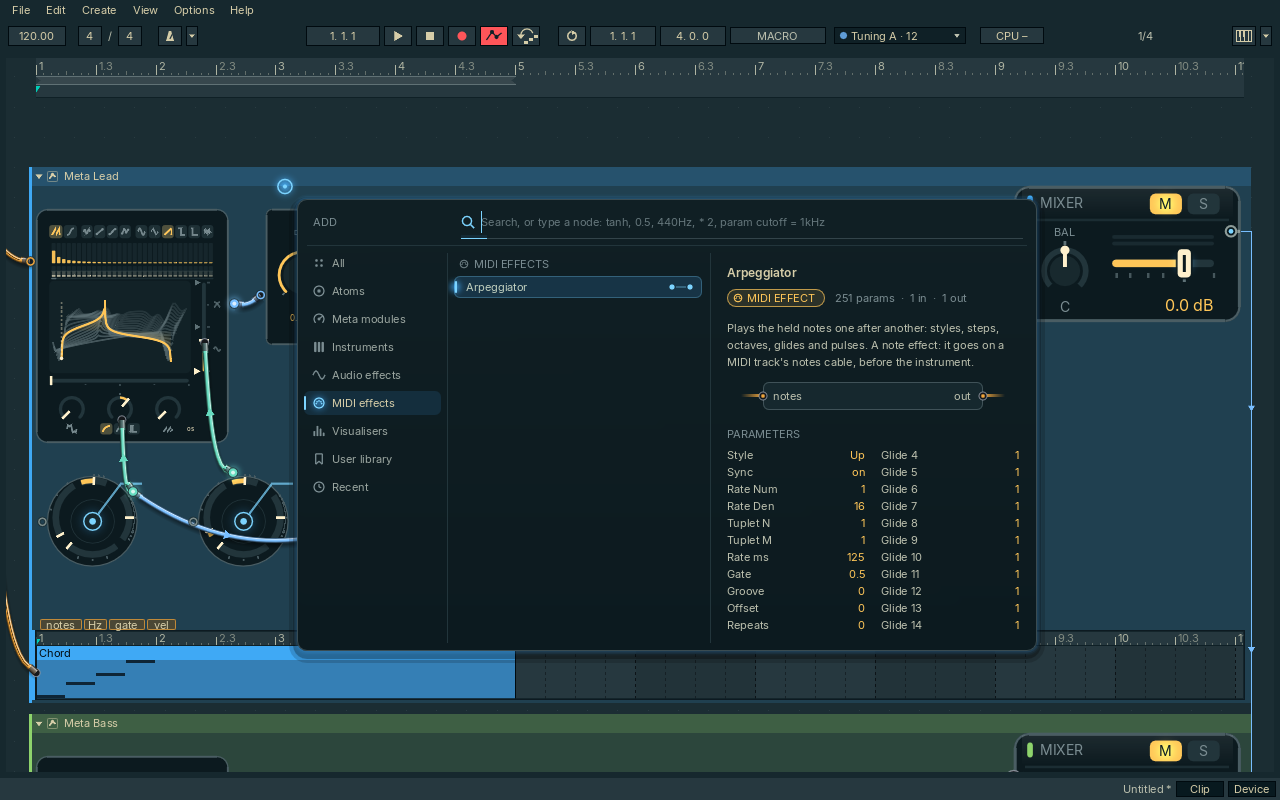 File Edit Create View Options Help
120.00 4 / 4 1. 1. 1 1. 1. 1 4. 0. 0 MACRO Tuning A · 12 CPU – 1/4
1 1.3 2 2.3 3 3.3 4 4.3 5 5.3 6 6.3 7 7.3 8 8.3 9 9.3 10 10.3
Meta Lead
ADD
Search, or type a node: tanh, 0.5, 440Hz, * 2, param cutoff = 1kHz
MIXER M S
BAL
C 0.0 dB
All
Atoms
Meta modules
Instruments
Audio effects
MIDI effects
Visualisers
User library
Recent
MIDI EFFECTS
Arpeggiator
Arpeggiator
MIDI EFFECT 251 params · 1 in · 1 out
Plays the held notes one after another: styles, steps,
octaves, glides and pulses. A note effect: it goes on a
MIDI track's notes cable, before the instrument.
notes out
PARAMETERS
Style Up Glide 4 1
Sync on Glide 5 1
Rate Num 1 Glide 6 1
Rate Den 16 Glide 7 1
Tuplet N 1 Glide 8 1
Tuplet M 1 Glide 9 1
Rate ms 125 Glide 10 1
Gate 0.5 Glide 11 1
Groove 0 Glide 12 1
Offset 0 Glide 13 1
Repeats 0 Glide 14 1
os
notes Hz gate vel
1 1.3 2 2.3 3 9.3 10 10.3
Chord
Meta Bass
MIXER M S
Untitled * Clip Device